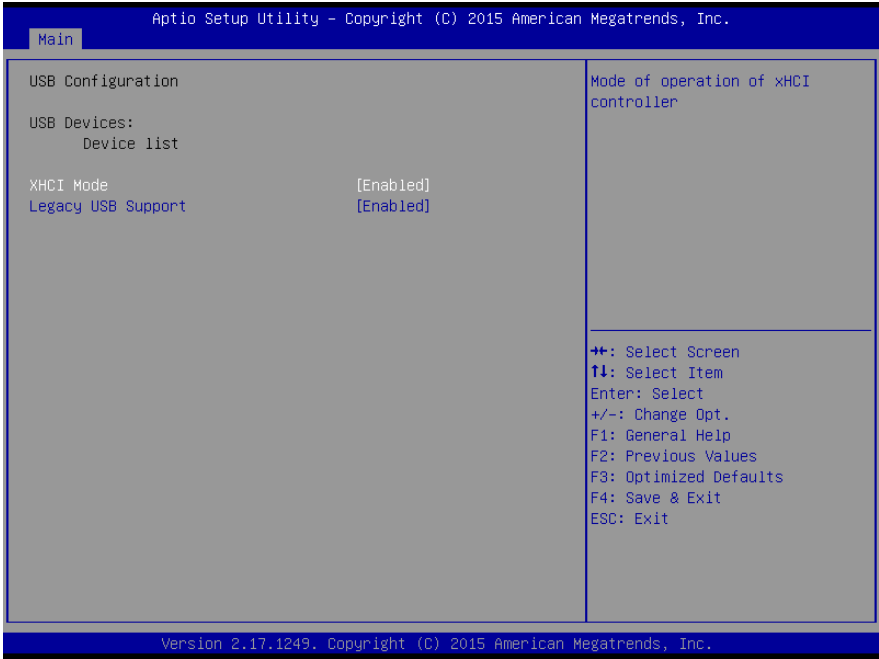 Aptio Setup Utility – Copyright (C) 2015 American Megatrends, Inc.
Main
USB Configuration
USB Devices:
Device list
XHCI Mode [Enabled]
Legacy USB Support [Enabled]
Mode of operation of xHCI
controller
→←: Select Screen
↑↓: Select Item
Enter: Select
+/-: Change Opt.
F1: General Help
F2: Previous Values
F3: Optimized Defaults
F4: Save & Exit
ESC: Exit
Version 2.17.1249. Copyright (C) 2015 American Megatrends, Inc.